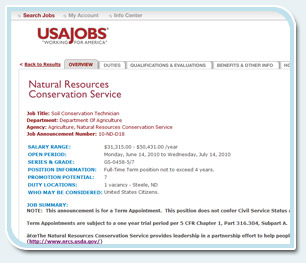 Search Jobs My Account Info Center
USAJOBS
"WORKING FOR AMERICA"
< Back to Results OVERVIEW DUTIES QUALIFICATIONS & EVALUATIONS BENEFITS & OTHER INFO HO
Natural Resources
Conservation Service
Job Title: Soil Conservation Technician
Department: Department Of Agriculture
Agency: Agriculture, Natural Resources Conservation Service
Job Announcement Number: 10-ND-018
SALARY RANGE: $31,315.00 - $50,431.00 /year
OPEN PERIOD: Monday, June 14, 2010 to Wednesday, July 14, 2010
SERIES & GRADE: GS-0458-5/7
POSITION INFORMATION: Full-Time Term position not to exceed 4 years.
PROMOTION POTENTIAL: 7
DUTY LOCATIONS: 1 vacancy - Steele, ND
WHO MAY BE CONSIDERED: United States Citizens
JOB SUMMARY:
NOTE: This announcement is for a Term Appointment. This position does not confer Civil Service Status a
Term Appointments are subject to a one year trial period per 5 CFR Chapter 1, Part 316.304, Subpart A.
The Natural Resources Conservation Service provides leadership in a partnership effort to help people
(http://www.nrcs.usda.gov/)